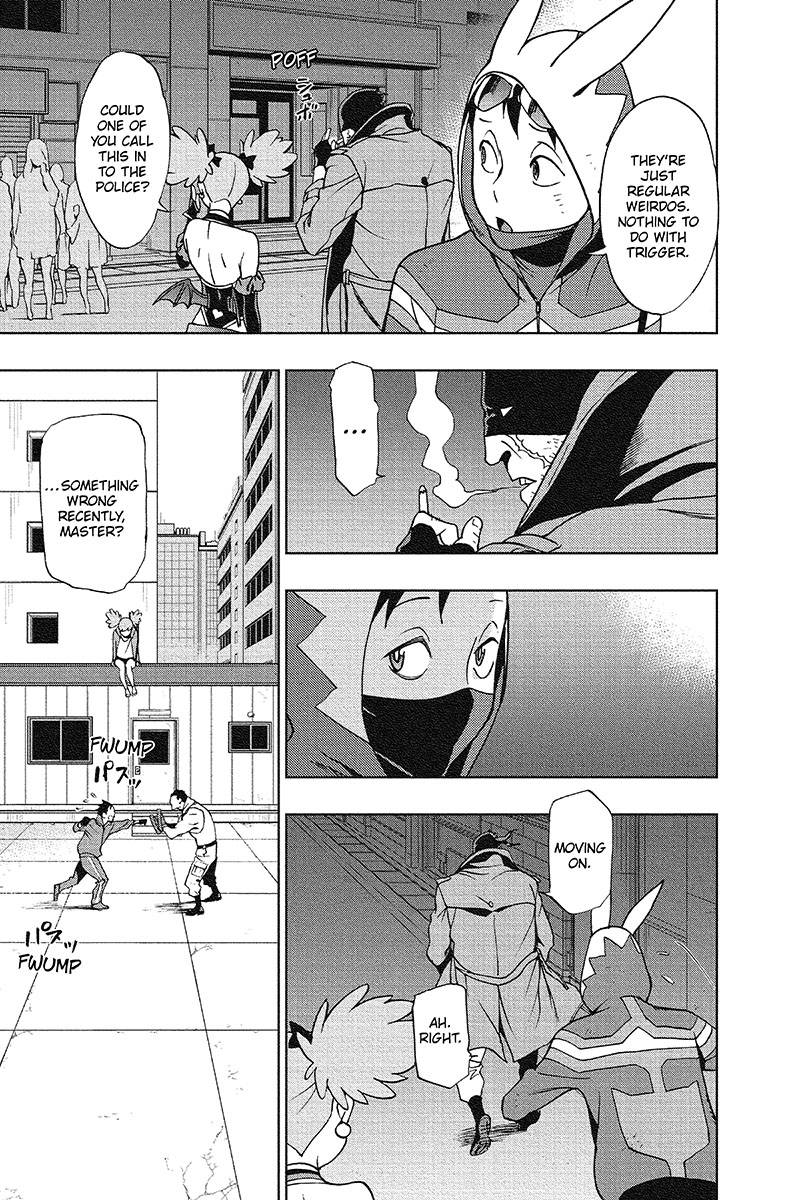 THEY'RE
JUST
REGULAR
WEIRDOS.
NOTHING TO
DO WITH
TRIGGER.
POFF
シュボ
COULD
ONE OF
YOU CALL
THIS IN
TO THE
POLICE?
...
MOVING
ON.
AH.
RIGHT.
...SOMETHING
WRONG
RECENTLY,
MASTER?
FWUMP
パスッ
パスッ
FWUMP